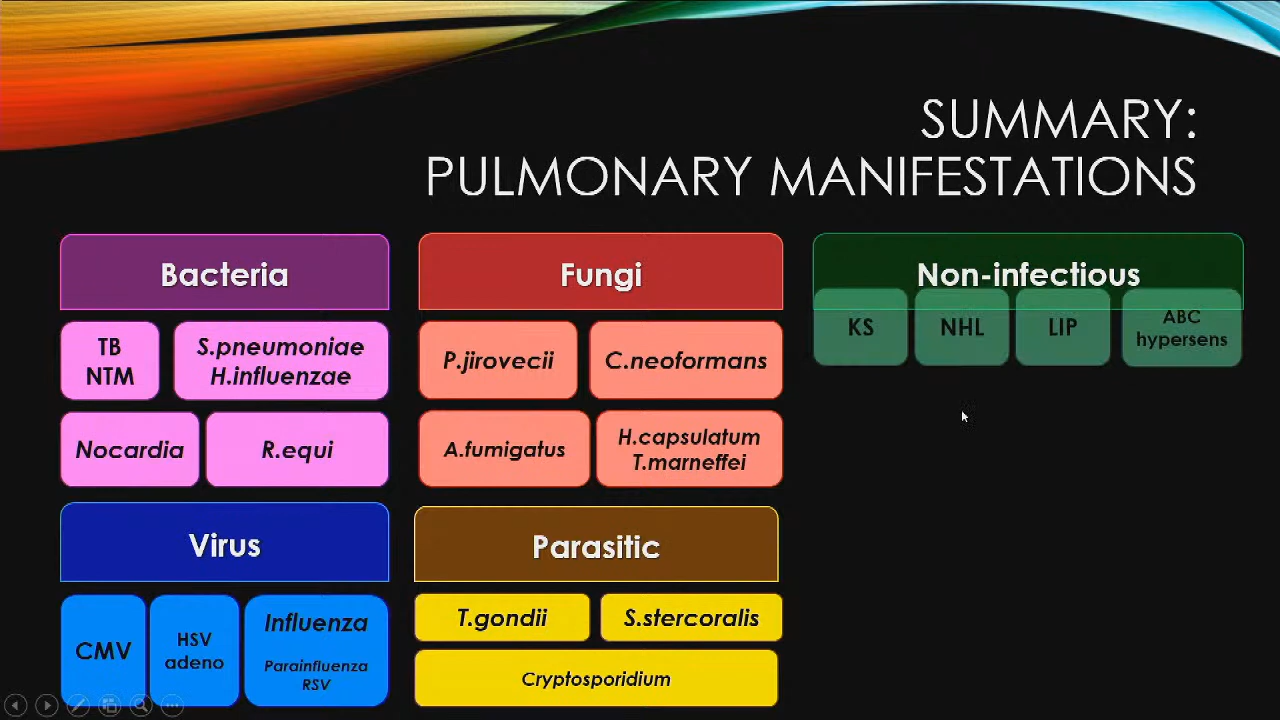 SUMMARY:
PULMONARY MANIFESTATIONS
Bacteria
TB
NTM
S.pneumoniae
H.influenzae
Nocardia
R.equi
Fungi
P.jirovecii
C.neoformans
A.fumigatus
H.capsulatum
T.marneffei
Non-infectious
KS
NHL
LIP
ABC
hypersens
Virus
CMV
HSV
adeno
Influenza
Parainfluenza
RSV
Parasitic
T.gondii
S.stercoralis
Cryptosporidium